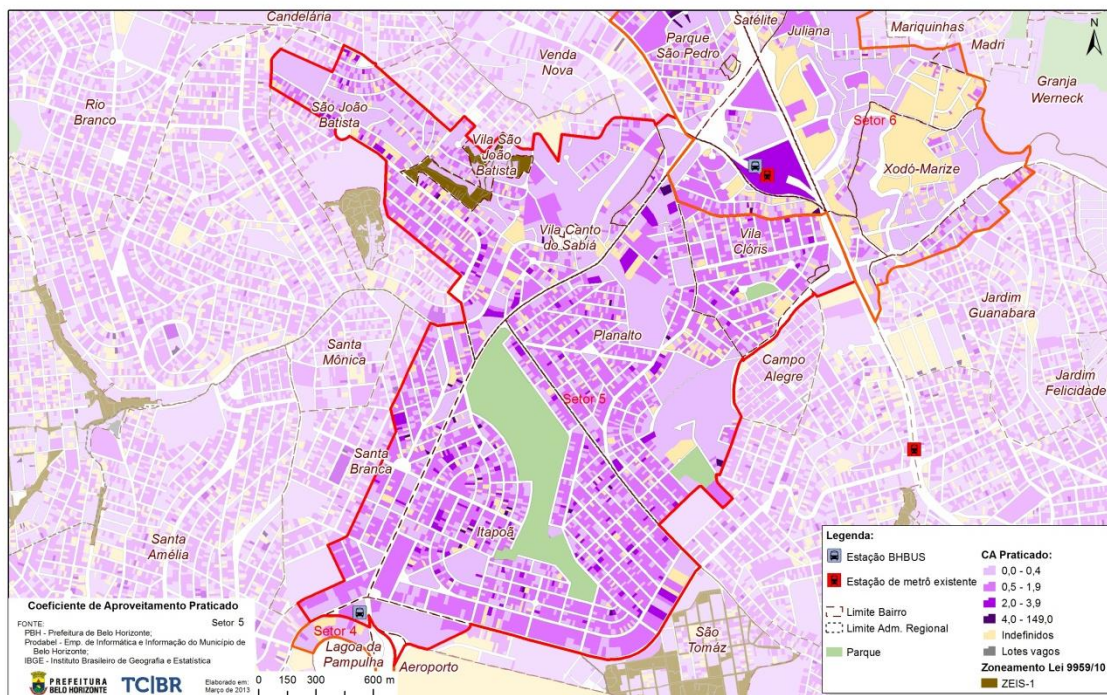 Candelária
Satélite
Juliana
Mariquinhas
Madri
N
Parque
São Pedro
Venda
Nova
Granja
Werneck
Rio
Branco
São João
Batista
Setor 6
Vila São
João
Batista
Xodó-Marize
Vila Canto
do Sabiá
Vila
Clóris
Jardim
Guanabara
Santa
Mônica
Planalto
Campo
Alegre
Jardim
Felicidade
Setor 5
Santa
Branca
Itapoã
Santa
Amélia
São
Tomáz
Setor 4
Lagoa da
Pampulha
Aeroporto
Coeficiente de Aproveitamento Praticado
Setor 5
FONTE:
PBH - Prefeitura de Belo Horizonte;
Prodabel - Emp. de Informática e Informação do Município de
Belo Horizonte;
IBGE - Instituto Brasileiro de Geografia e Estatística
PREFEITURA
BELO HORIZONTE
TC|BR
Elaborado em:
Março de 2013
0 150 300 600 m
Legenda:
Estação BHBUS
Estação de metrô existente
Limite Bairro
Limite Adm. Regional
Parque
CA Praticado:
0,0 - 0,4
0,5 - 1,9
2,0 - 3,9
4,0 - 149,0
Indefinidos
Lotes vagos
Zoneamento Lei 9959/10
ZEIS-1